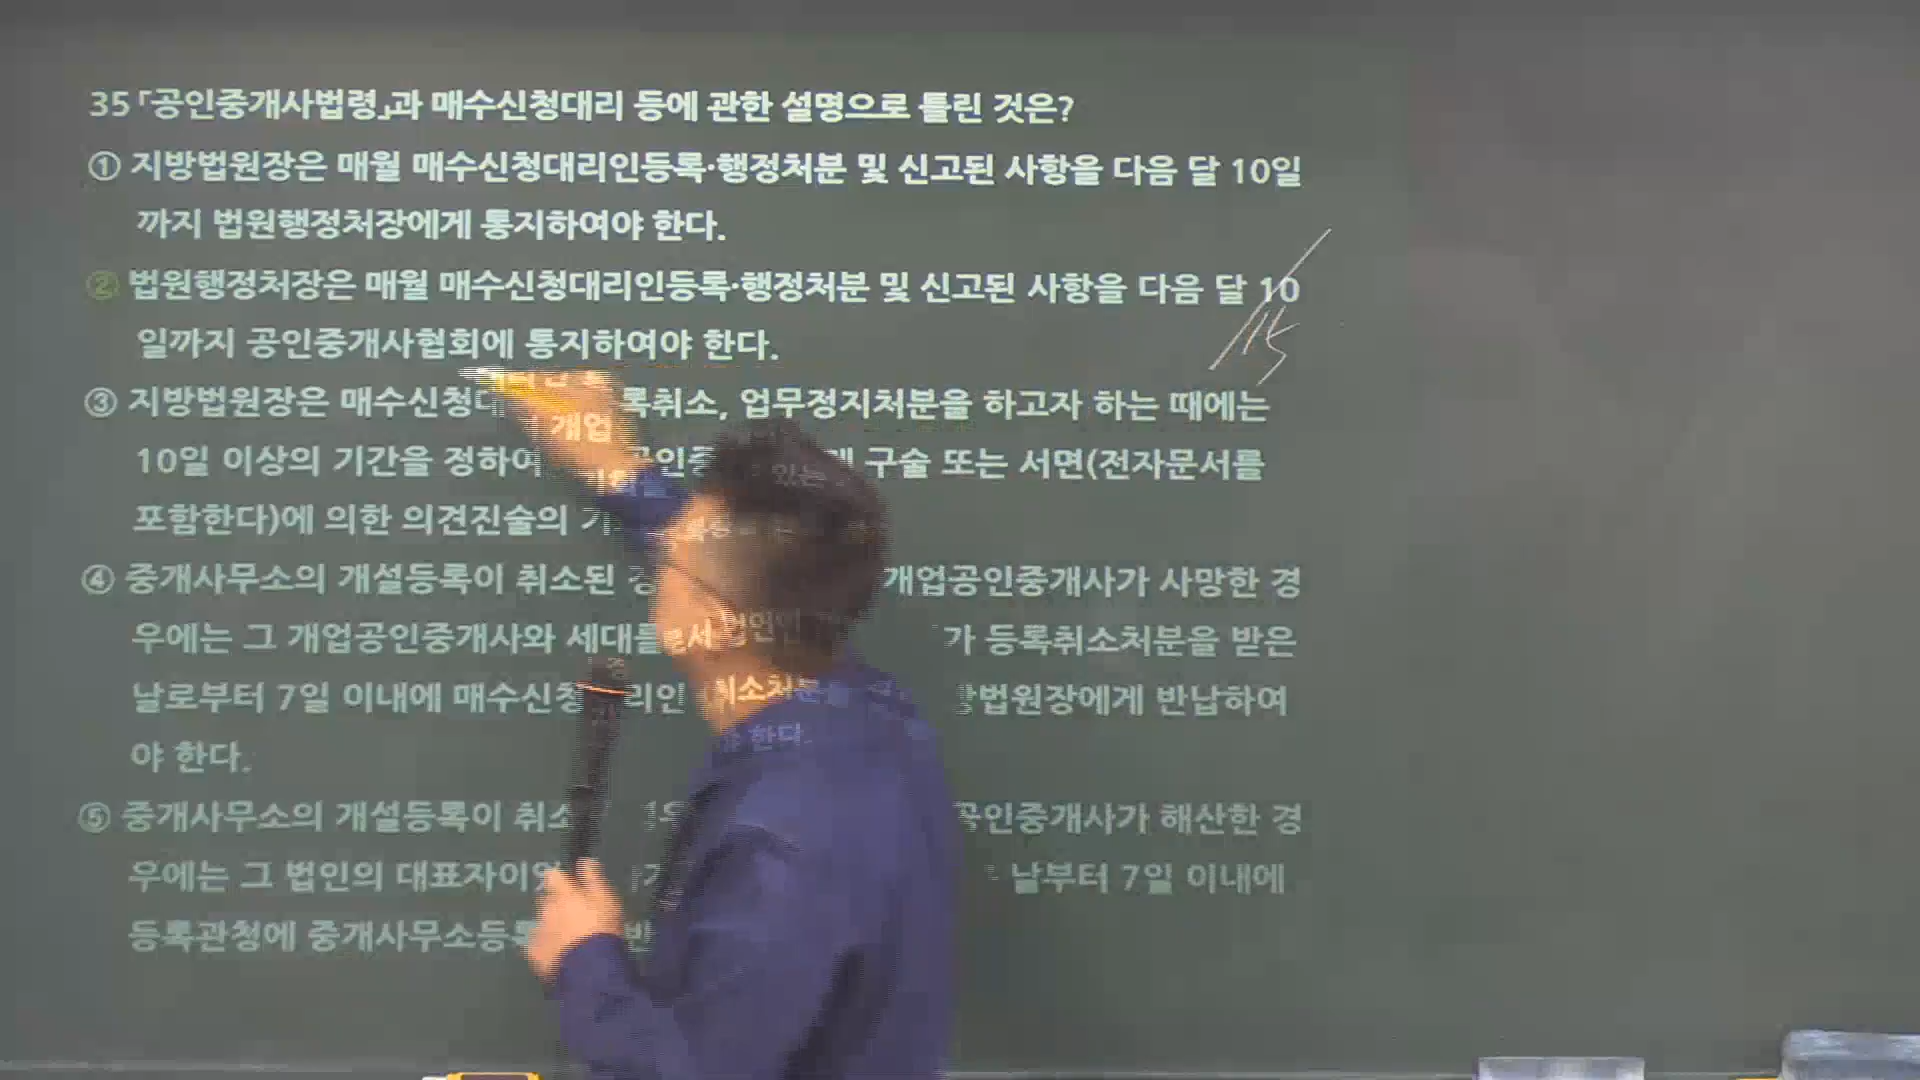 35 「공인중개사법령」과 매수신청대리 등에 관한 설명으로 틀린 것은?
① 지방법원장은 매월 매수신청대리인등록·행정처분 및 신고된 사항을 다음 달 10일
까지 법원행정처장에게 통지하여야 한다.
② 법원행정처장은 매월 매수신청대리인등록·행정처분 및 신고된 사항을 다음 달 10
일까지 공인중개사협회에 통지하여야 한다.
③ 지방법원장은 매수신청대 록취소, 업무정지처분을 하고자 하는 때에는
10일 이상의 기간을 정하여 구술 또는 서면(전자문서를
포함한다)에 의한 의견진술의
④ 중개사무소의 개설등록이 취소된 개업공인중개사가 사망한 경
우에는 그 개업공인중개사와 세대를 가 등록취소처분을 받은
날로부터 7일 이내에 매수신청 리인 취소처분을 법원장에게 반납하여
야 한다.
⑤ 중개사무소의 개설등록이 취소 공인중개사가 해산한 경
우에는 그 법인의 대표자이었 날부터 7일 이내에
등록관청에 중개사무소등록